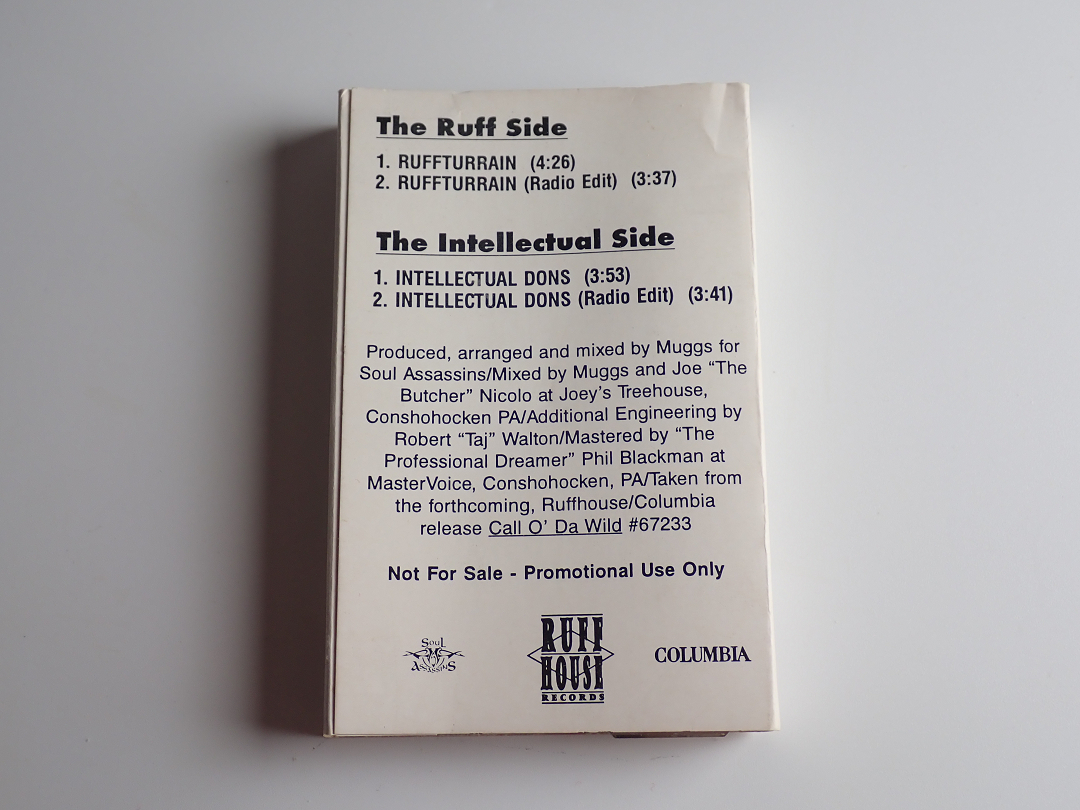 The Ruff Side
1. RUFFTURRAIN (4:26)
2. RUFFTURRAIN (Radio Edit) (3:37)
The Intellectual Side
1. INTELLECTUAL DONS (3:53)
2. INTELLECTUAL DONS (Radio Edit) (3:41)
Produced, arranged and mixed by Muggs for
Soul Assassins/Mixed by Muggs and Joe “The
Butcher” Nicolo at Joey’s Treehouse,
Conshohocken PA/Additional Engineering by
Robert “Taj” Walton/Mastered by “The
Professional Dreamer” Phil Blackman at
MasterVoice, Conshohocken, PA/Taken from
the forthcoming, Ruffhouse/Columbia
release Call O’ Da Wild #67233
Not For Sale - Promotional Use Only
SouL
AssAssinS
RUFF
HOUSE
RECORDS
COLUMBIA